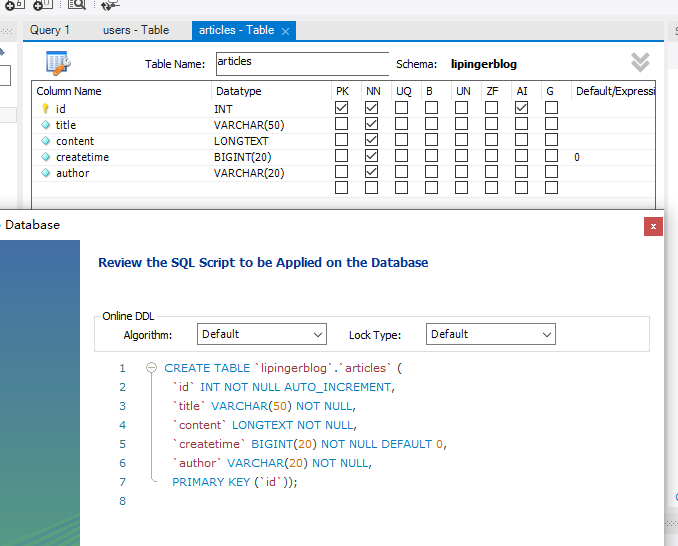 Query 1 users - Table articles - Table ×
Table Name: articles Schema: lipingerblog
Column Name Datatype PK NN UQ B UN ZF AI G Default/Expressi
id INT
title VARCHAR(50)
content LONGTEXT
createtime BIGINT(20) 0
author VARCHAR(20)
Database x
Review the SQL Script to be Applied on the Database
Online DDL
Algorithm: Default Lock Type: Default
1 CREATE TABLE `lipingerblog`.`articles` (
2 `id` INT NOT NULL AUTO_INCREMENT,
3 `title` VARCHAR(50) NOT NULL,
4 `content` LONGTEXT NOT NULL,
5 `createtime` BIGINT(20) NOT NULL DEFAULT 0,
6 `author` VARCHAR(20) NOT NULL,
7 PRIMARY KEY (`id`));
8